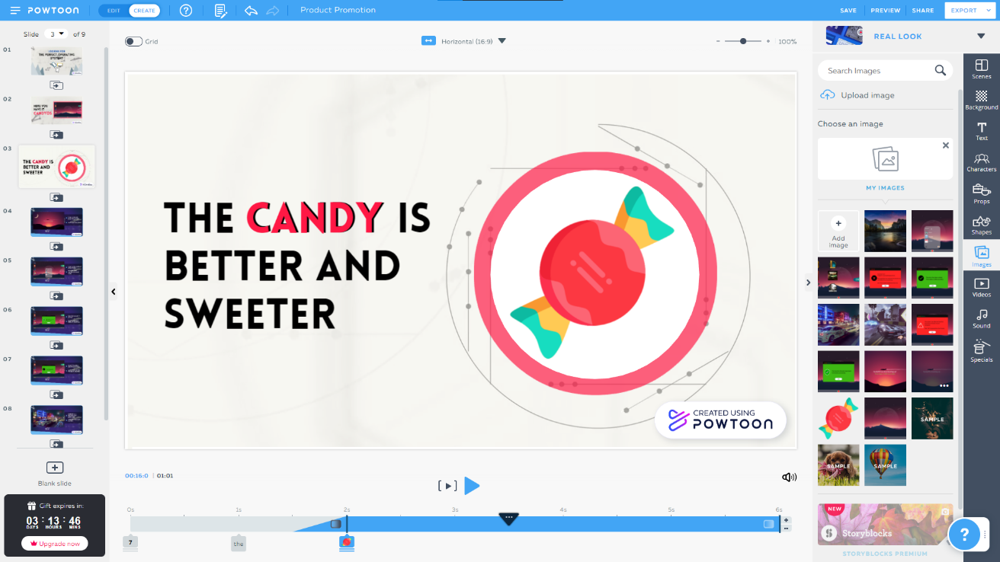 POWTOON
EDIT
CREATE
Product Promotion
SAVE
PREVIEW
SHARE
EXPORT
Slide 3 of 9
Grid
Horizontal (16:9)
100%
REAL LOOK
01
02
03
THE CANDY IS
BETTER AND
SWEETER
04
05
06
07
08
Blank slide
Gift expires in:
03 : 13 : 46
DAYS HOURS MINS
Upgrade now
THE CANDY IS
BETTER AND
SWEETER
CREATED USING
POWTOON
00:16:0 | 01:01
0s 1s 2s 3s 4s 5s 6s
7
the
Search Images
Upload image
Choose an image
MY IMAGES
Add image
SAMPLE
SAMPLE
SAMPLE
NEW
Storyblocks
STORYBLOCKS PREMIUM
?
Scenes
Background
Text
Characters
Props
Shapes
Images
Videos
Sound
Specials